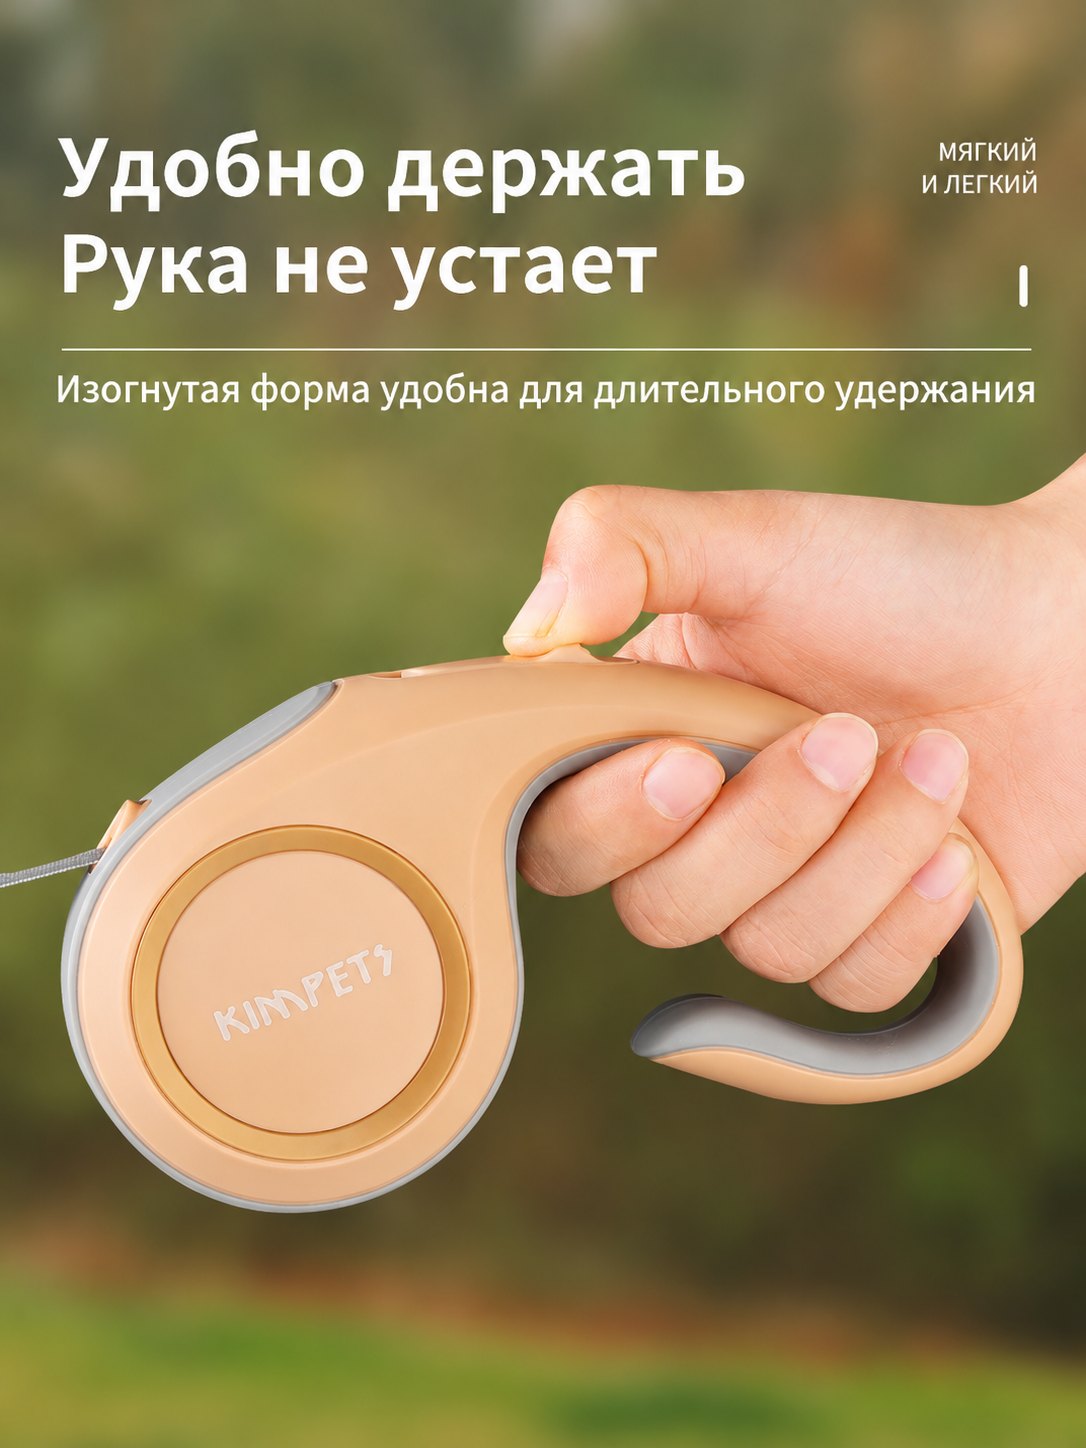 Удобно держать
Рука не устает
МЯГКИЙ
И ЛЕГКИЙ
Изогнутая форма удобна для длительного удержания
KIMPETS